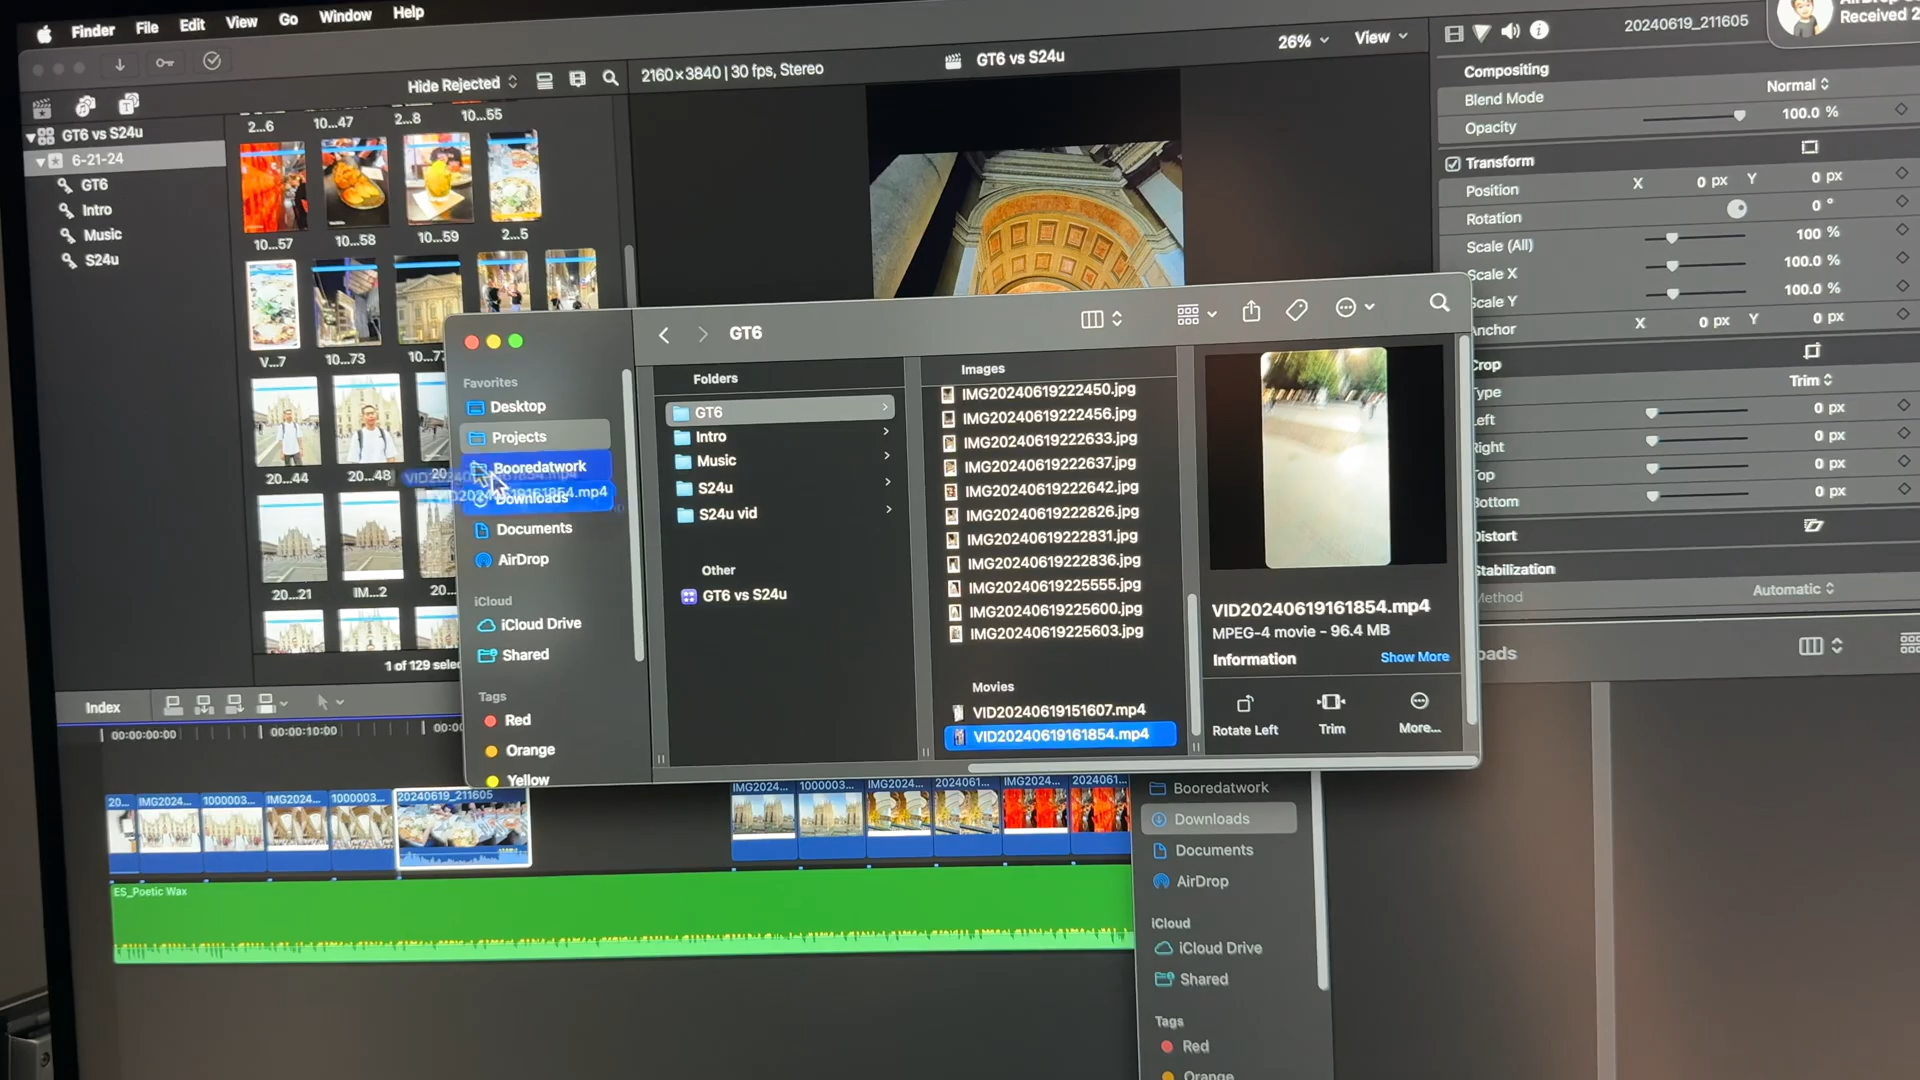 Finder File Edit View Go Window Help
20240619_211605
Received 2
Hide Rejected
2160×3840 | 30 fps, Stereo
GT6 vs S24u
26%
View
Compositing
Blend Mode
Normal
Opacity
100.0 %
Transform
Position
X
0 px
Y
0 px
Rotation
0 °
Scale (All)
100 %
Scale X
100.0 %
Scale Y
100.0 %
Anchor
X
0 px
Y
0 px
Crop
Type
Trim
Left
0 px
Right
0 px
Top
0 px
Bottom
0 px
Distort
Stabilization
Method
Automatic
GT6 vs S24u
6-21-24
GT6
Intro
Music
S24u
2...6
10...47
2...8
10...55
10...57
10...58
10...59
2...5
V...7
10...73
20...44
20...48
20...21
IM...2
20...
1 of 129 selec
GT6
Favorites
Desktop
Projects
Booredatwork
VID20240619161854.mp4
Downloads
Documents
AirDrop
iCloud
iCloud Drive
Shared
Tags
Red
Orange
Yellow
Folders
GT6
Intro
Music
S24u
S24u vid
Other
GT6 vs S24u
Images
IMG20240619222450.jpg
IMG20240619222456.jpg
IMG20240619222633.jpg
IMG20240619222637.jpg
IMG20240619222642.jpg
IMG20240619222826.jpg
IMG20240619222831.jpg
IMG20240619222836.jpg
IMG20240619225555.jpg
IMG20240619225600.jpg
IMG20240619225603.jpg
Movies
VID20240619151607.mp4
VID20240619161854.mp4
VID20240619161854.mp4
MPEG-4 movie - 96.4 MB
Information
Show More
Rotate Left
Trim
More...
Index
00:00:00:00
00:00:10:00
00:00
20...
IMG2024...
1000003...
IMG2024...
1000003...
20240619_211605
IMG2024...
1000003...
IMG2024...
2024061...
IMG2024...
2024061...
ES_Poetic Wax
Booredatwork
Downloads
Documents
AirDrop
iCloud
iCloud Drive
Shared
Tags
Red
Orange